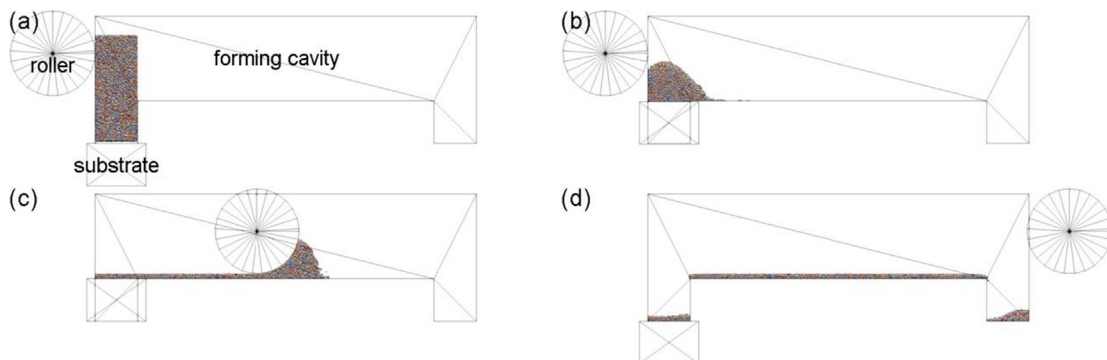 (a)
roller
forming cavity
substrate
(b)
(c)
(d)